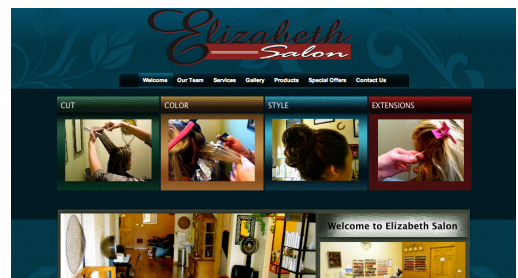 Elizabeth
Salon
Welcome Our Team Services Gallery Products Special Offers Contact Us
CUT COLOR STYLE EXTENSIONS
Welcome to Elizabeth Salon